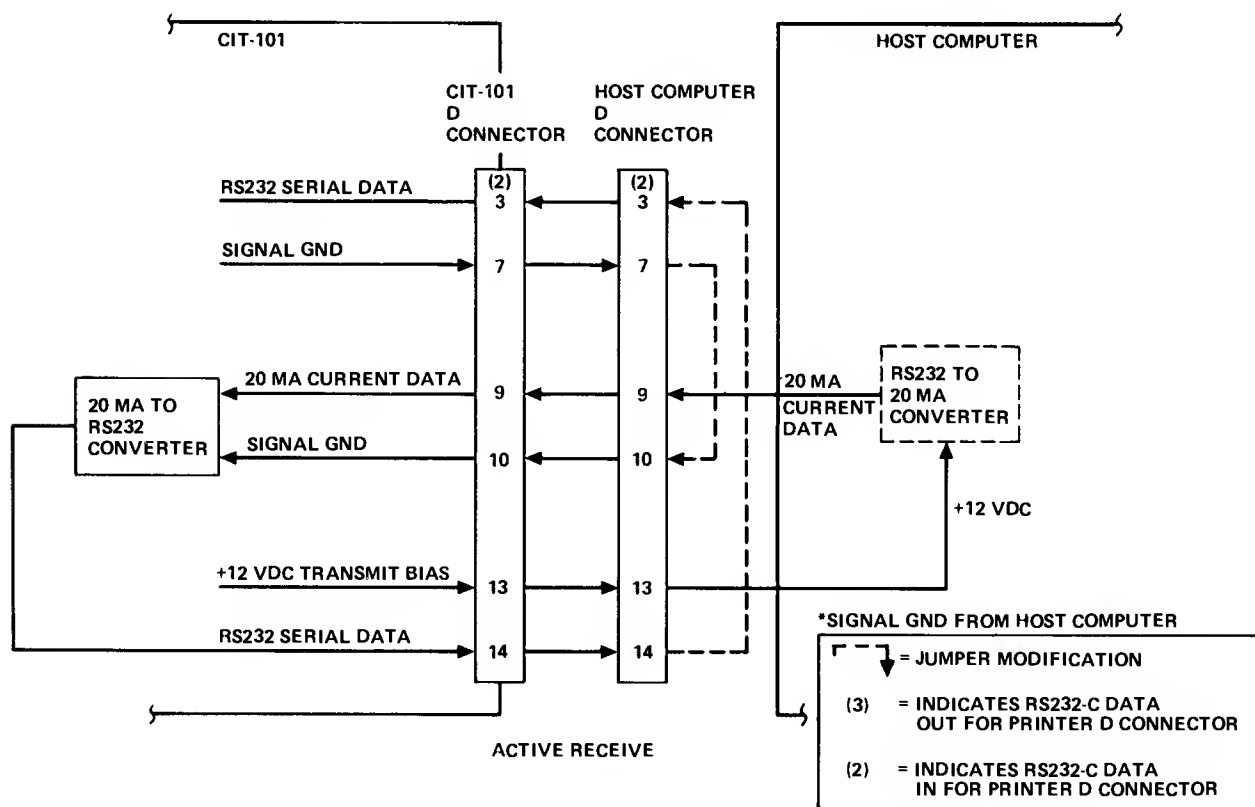 CIT-101
HOST COMPUTER
CIT-101
D
CONNECTOR
HOST COMPUTER
D
CONNECTOR
(2)
3
(2)
3
RS232 SERIAL DATA
SIGNAL GND
7
7
20 MA CURRENT DATA
9
9
20 MA
CURRENT
DATA
RS232 TO
20 MA
CONVERTER
20 MA TO
RS232
CONVERTER
SIGNAL GND
10
10
+12 VDC
+12 VDC TRANSMIT BIAS
13
13
RS232 SERIAL DATA
14
14
*SIGNAL GND FROM HOST COMPUTER
= JUMPER MODIFICATION
(3) = INDICATES RS232-C DATA
OUT FOR PRINTER D CONNECTOR
(2) = INDICATES RS232-C DATA
IN FOR PRINTER D CONNECTOR
ACTIVE RECEIVE